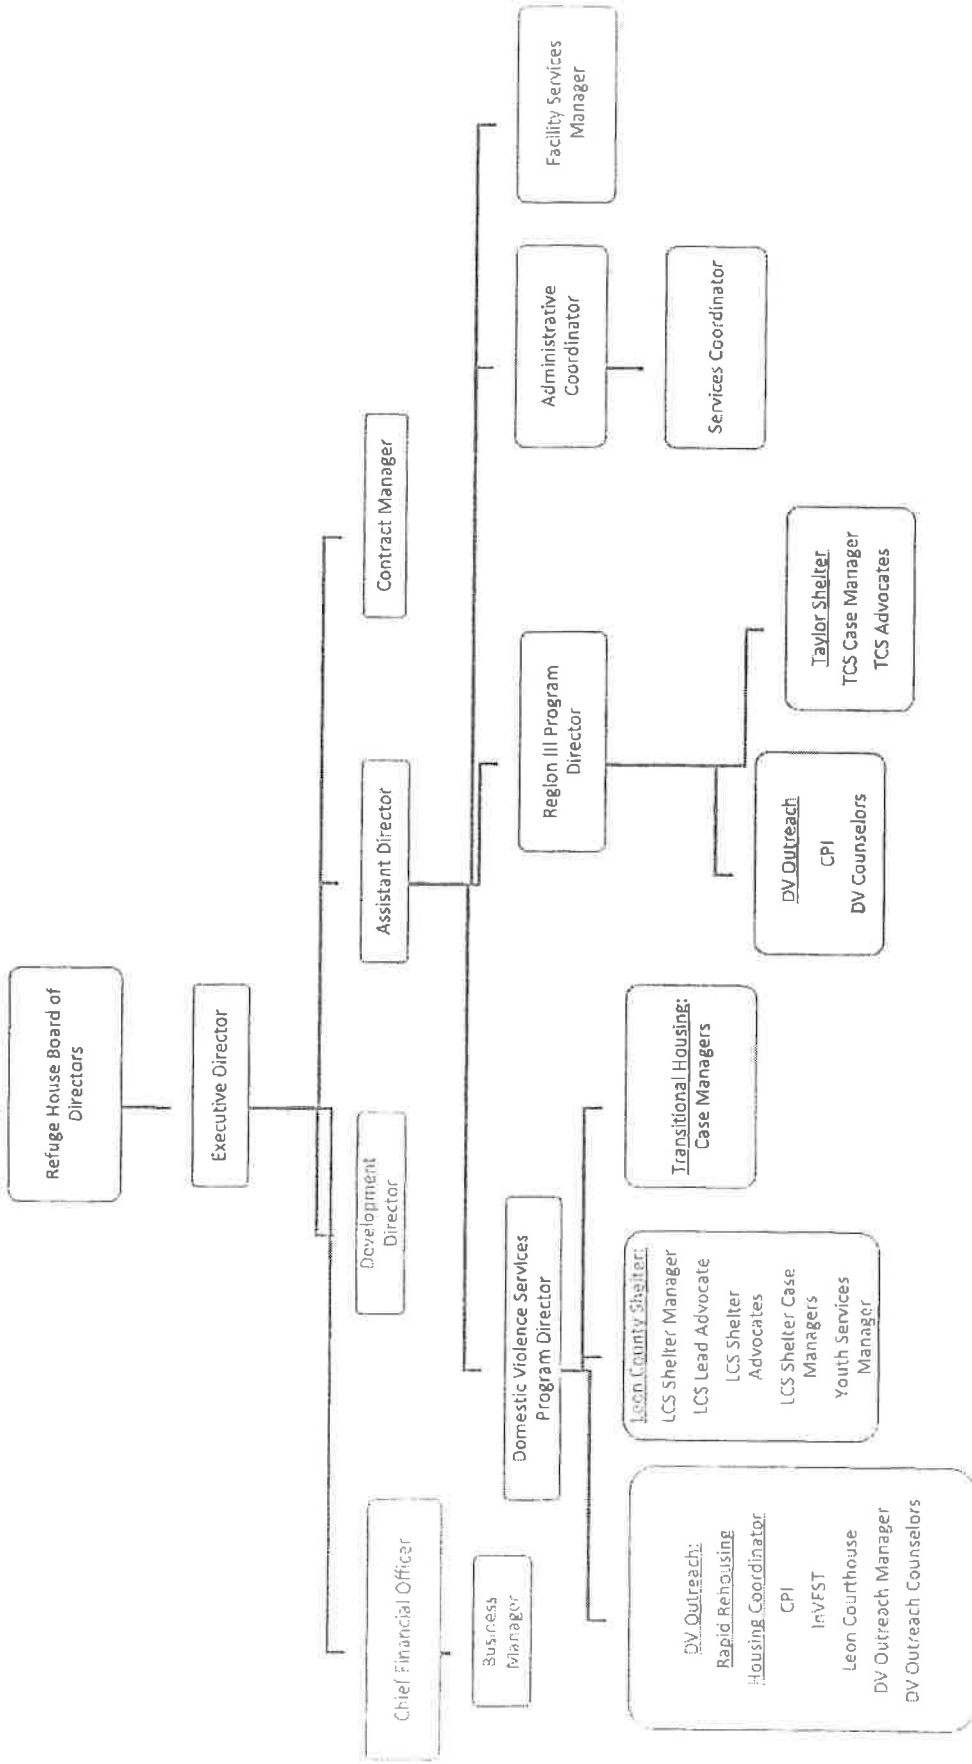 Refuge House Board of
Directors
Executive Director
Chief Financial Officer
Development
Director
Assistant Director
Contract Manager
Business
Manager
Domestic Violence Services
Program Director
Region III Program
Director
Administrative
Coordinator
Facility Services
Manager
DV Outreach:
Rapid Rehousing
Housing Coordinator
CPI
InVEST
Leon Courthouse
DV Outreach Manager
DV Outreach Counselors
Leon County Shelter:
LCS Shelter Manager
LCS Lead Advocate
LCS Shelter
Advocates
LCS Shelter Case
Managers
Youth Services
Manager
Transitional Housing:
Case Managers
DV Outreach
CPI
DV Counselors
Taylor Shelter
TCS Case Manager
TCS Advocates
Services Coordinator